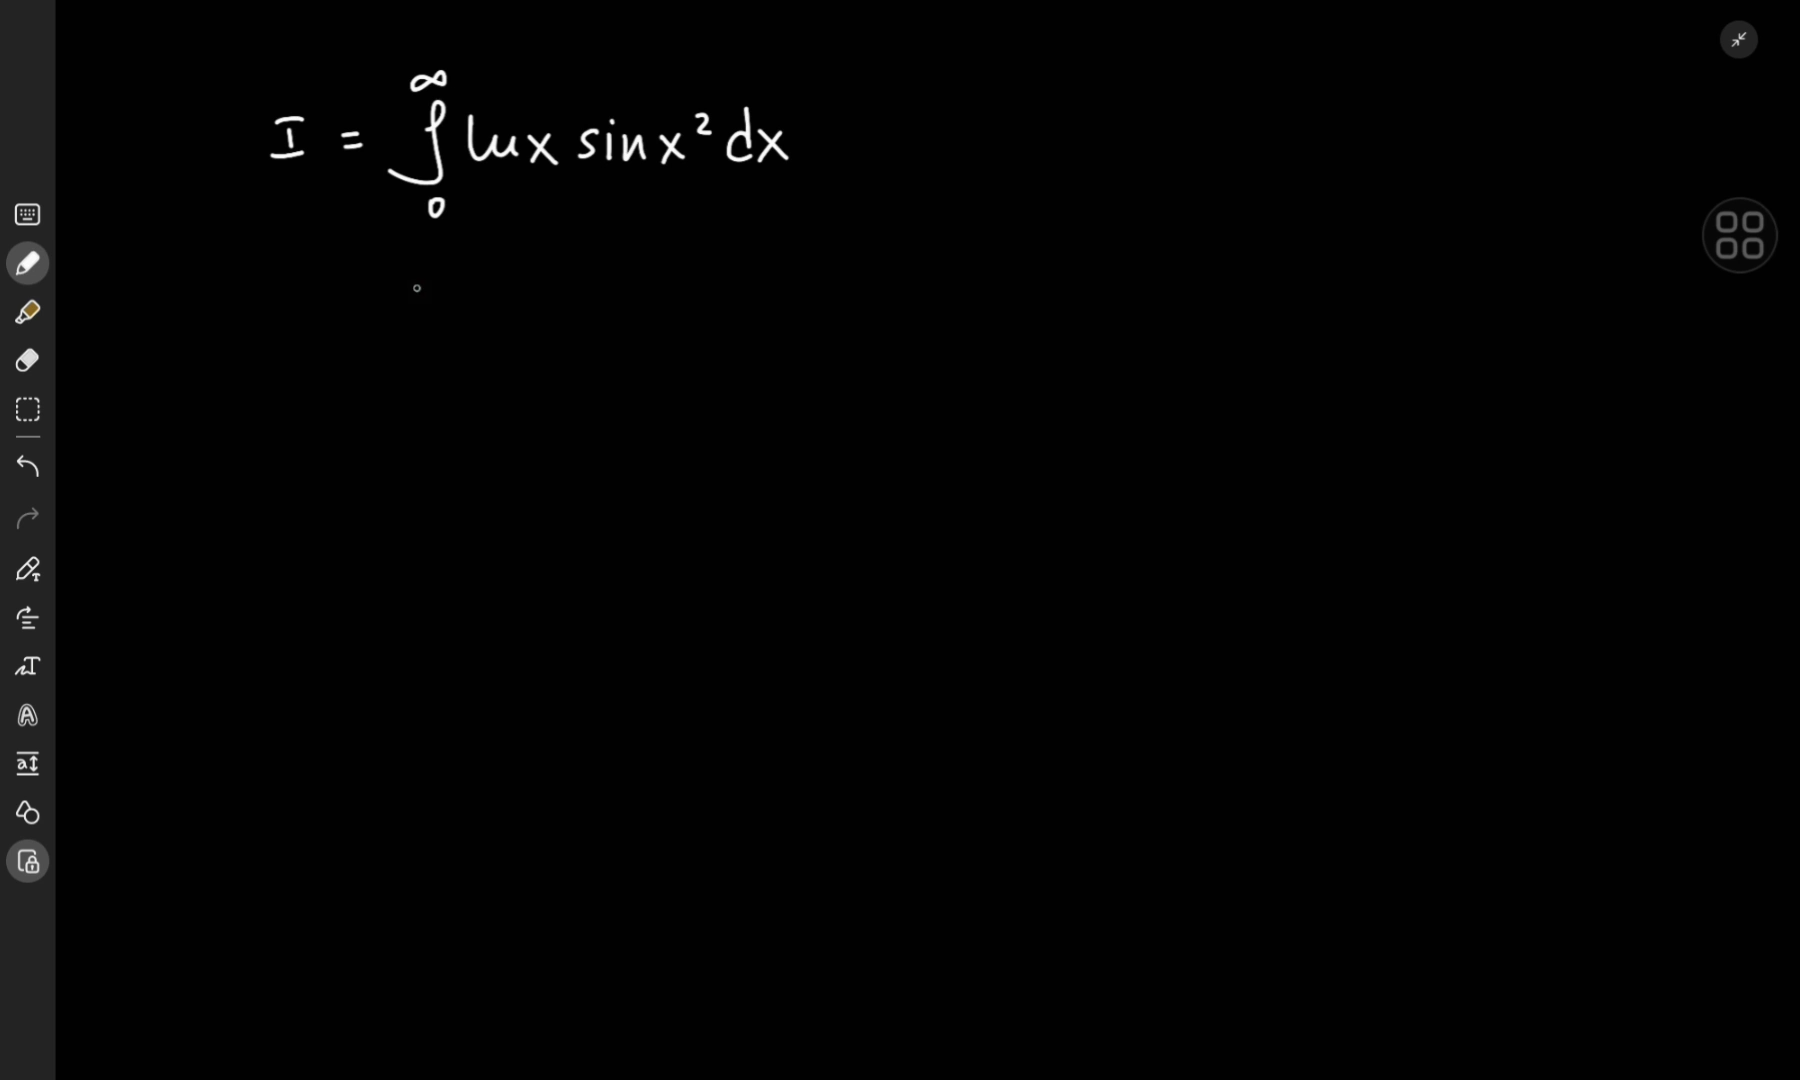 I = ∫₀^∞ ln x sin x² dx